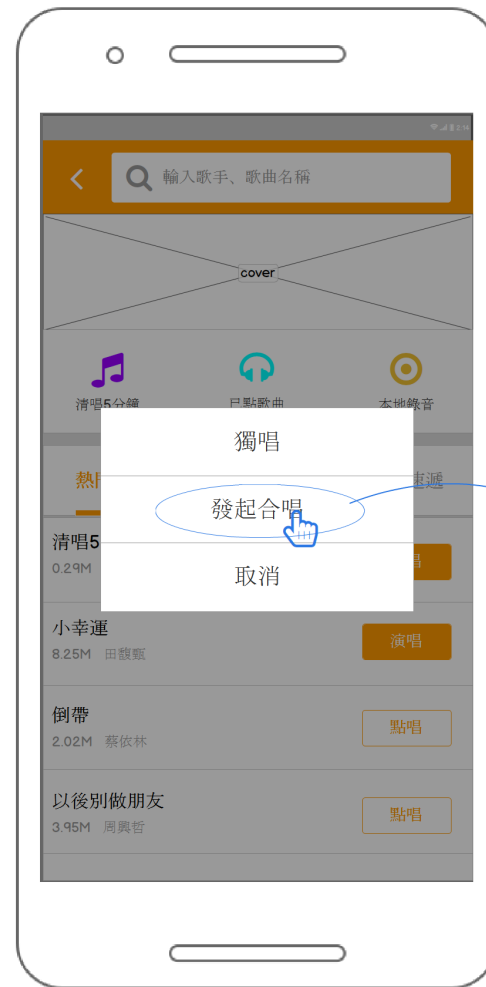 輸入歌手、歌曲名稱
cover
清唱5分鐘
已點歌曲
本地錄音
獨唱
發起合唱
取消
清唱5
0.29M
小幸運
8.25M 田馥甄
演唱
倒帶
2.02M 蔡依林
點唱
以後別做朋友
3.95M 周興哲
點唱